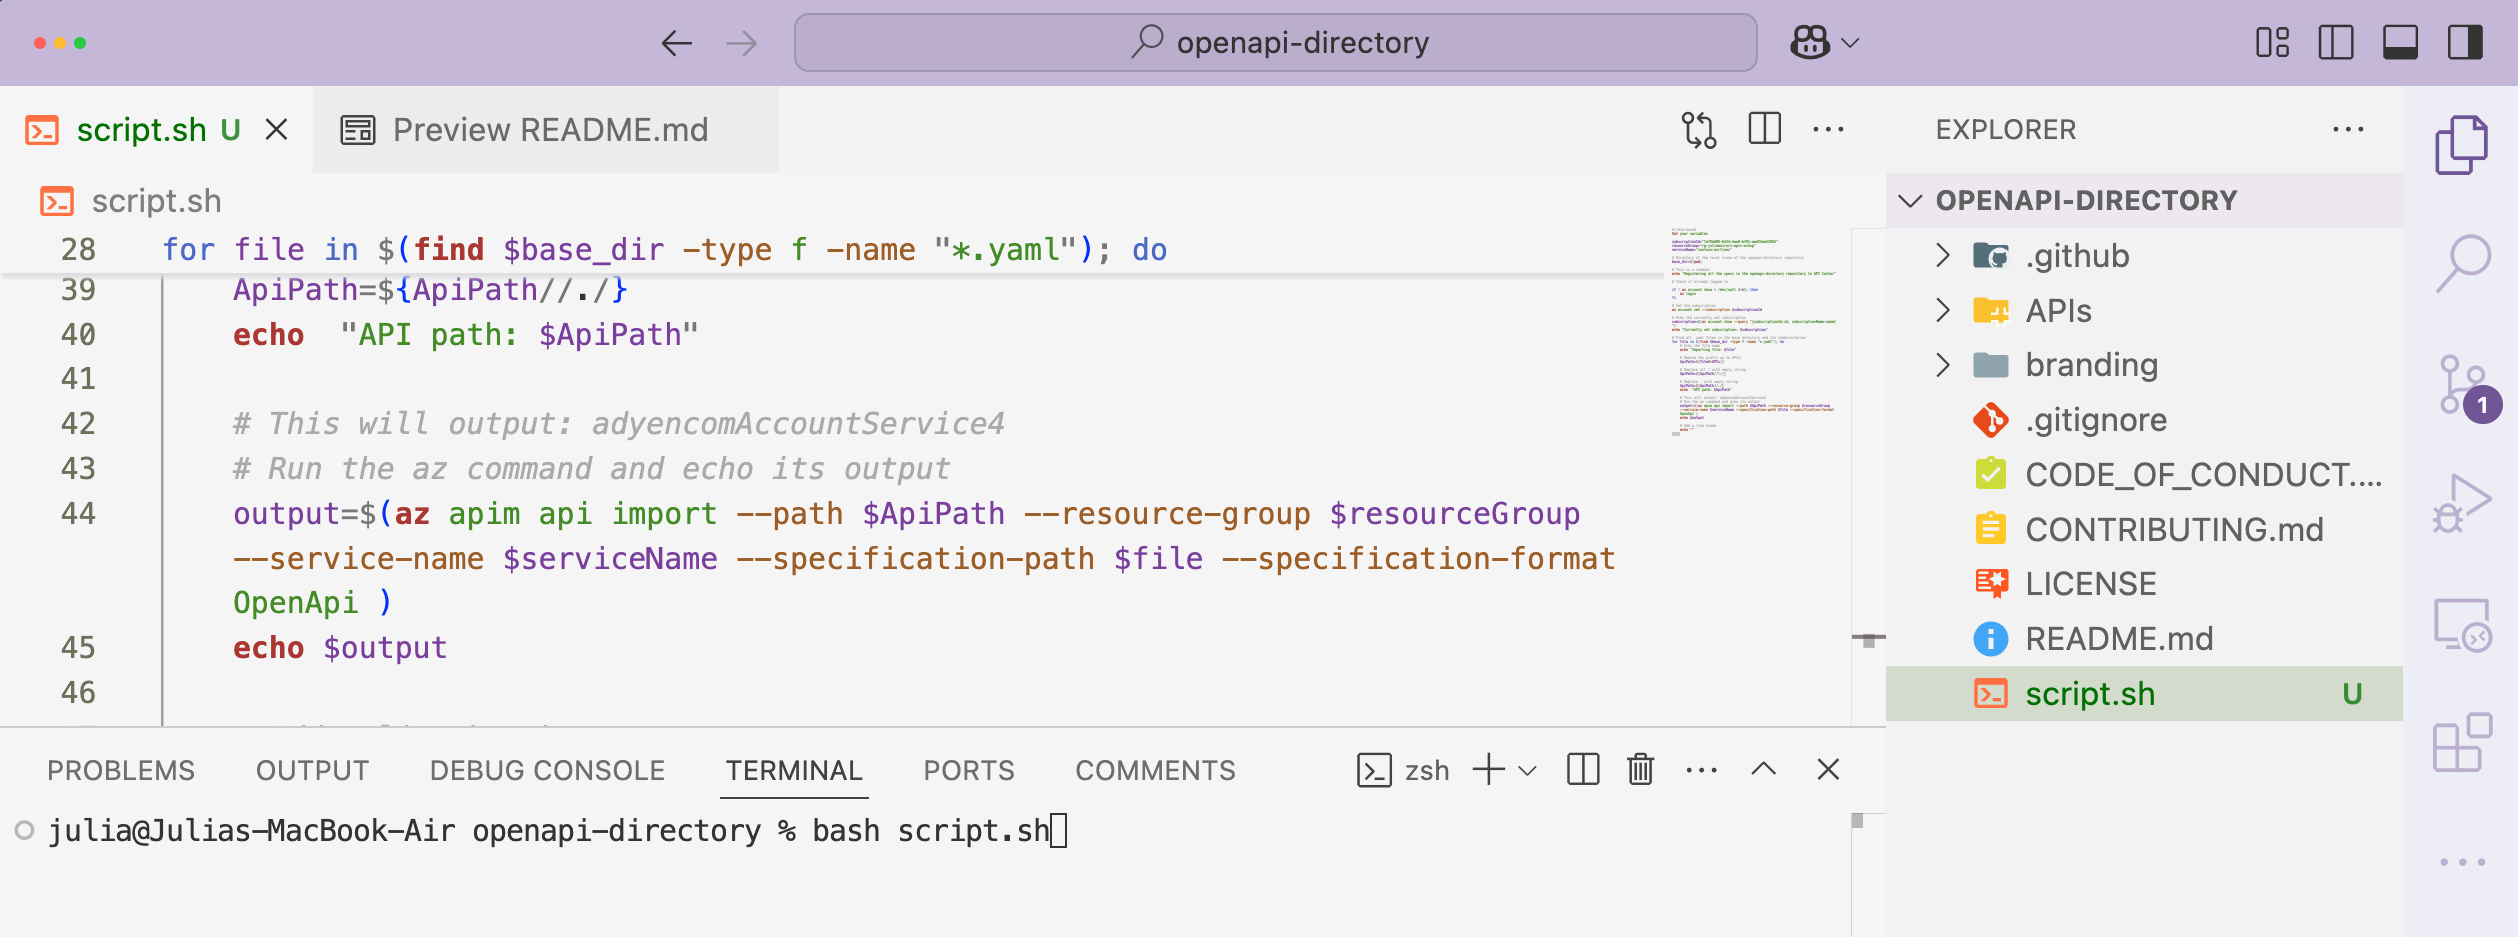 openapi-directory
script.sh U
Preview README.md
script.sh
28 for file in $(find $base_dir -type f -name "*.yaml"); do
39 ApiPath=${ApiPath//./}
40 echo  "API path: $ApiPath"
41
42 # This will output: adyencomAccountService4
43 # Run the az command and echo its output
44 output=$(az apim api import --path $ApiPath --resource-group $resourceGroup
--service-name $serviceName --specification-path $file --specification-format
OpenApi )
45 echo $output
46
PROBLEMS
OUTPUT
DEBUG CONSOLE
TERMINAL
PORTS
COMMENTS
zsh
julia@Julias-MacBook-Air openapi-directory % bash script.sh
EXPLORER
OPENAPI-DIRECTORY
.github
APIs
branding
.gitignore
CODE_OF_CONDUCT....
CONTRIBUTING.md
LICENSE
README.md
script.sh U
1